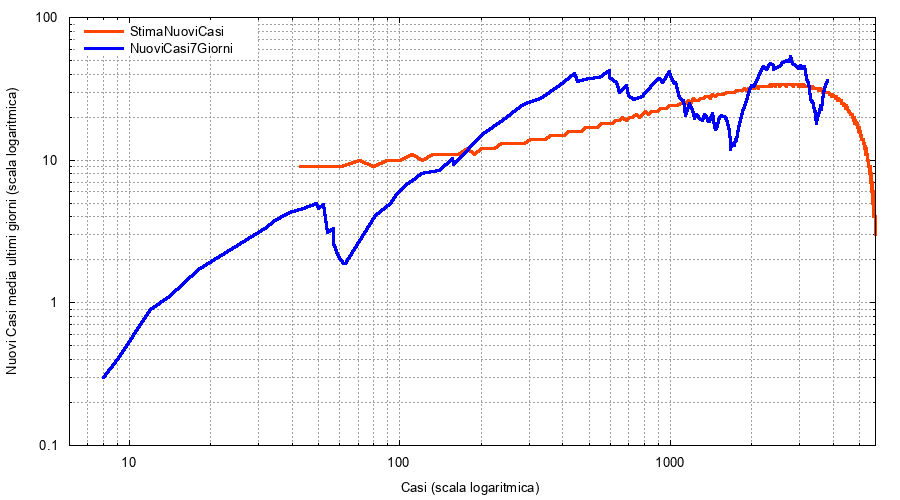 100
StimaNuoviCasi
NuoviCasi7Giorni
10
1
0.1
10
100
1000
Nuovi Casi media ultimi giorni (scala logaritmica)
Casi (scala logaritmica)